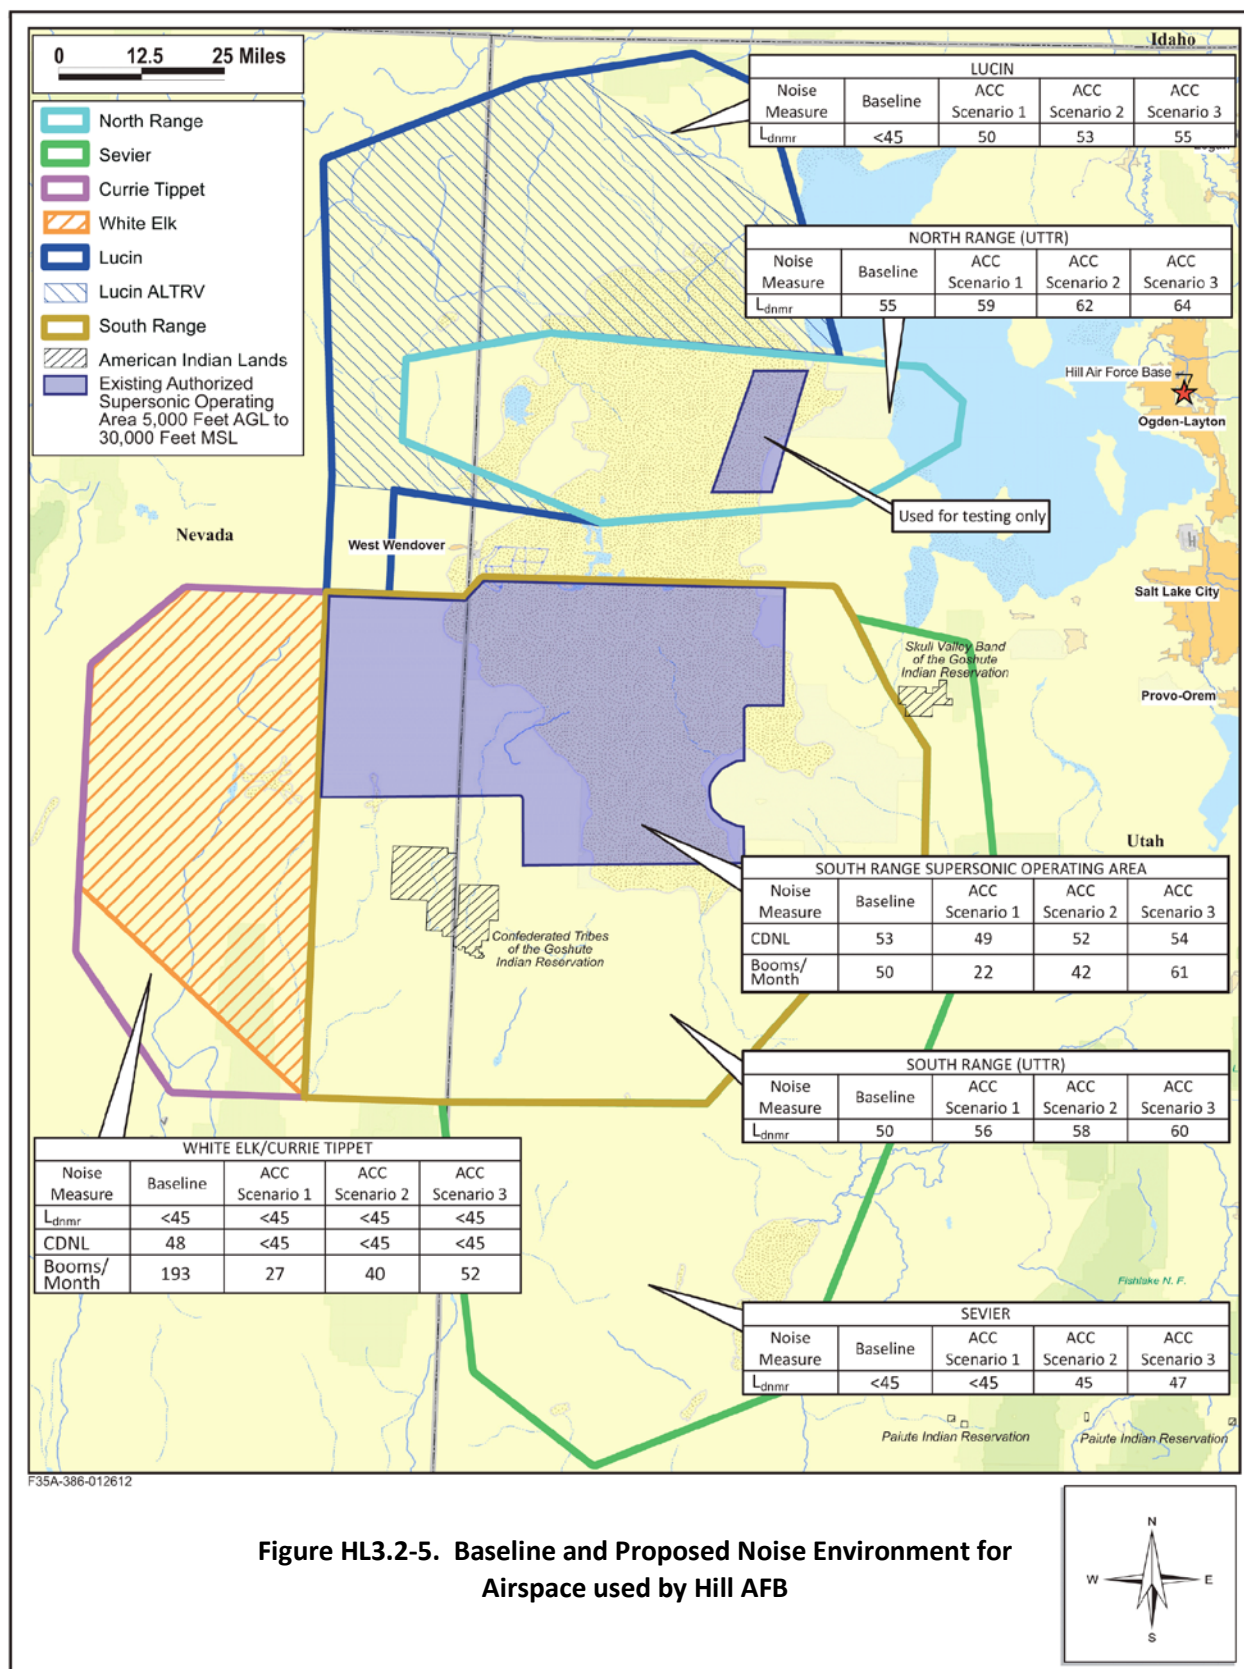 0 12.5 25 Miles
North Range
Sevier
Currie Tippet
White Elk
Lucin
Lucin ALTRV
South Range
American Indian Lands
Existing Authorized
Supersonic Operating
Area 5,000 Feet AGL to
30,000 Feet MSL
Idaho
LUCIN
Noise Measure Baseline ACC Scenario 1 ACC Scenario 2 ACC Scenario 3
Ldnmr <45 50 53 55
NORTH RANGE (UTTR)
Noise Measure Baseline ACC Scenario 1 ACC Scenario 2 ACC Scenario 3
Ldnmr 55 59 62 64
Hill Air Force Base
Ogden-Layton
Used for testing only
Nevada
West Wendover
Salt Lake City
Skull Valley Band
of the Goshute
Indian Reservation
Provo-Orem
Utah
SOUTH RANGE SUPERSONIC OPERATING AREA
Noise Measure Baseline ACC Scenario 1 ACC Scenario 2 ACC Scenario 3
CDNL 53 49 52 54
Booms/Month 50 22 42 61
Confederated Tribes
of the Goshute
Indian Reservation
SOUTH RANGE (UTTR)
Noise Measure Baseline ACC Scenario 1 ACC Scenario 2 ACC Scenario 3
Ldnmr 50 56 58 60
WHITE ELK/CURRIE TIPPET
Noise Measure Baseline ACC Scenario 1 ACC Scenario 2 ACC Scenario 3
Ldnmr <45 <45 <45 <45
CDNL 48 <45 <45 <45
Booms/Month 193 27 40 52
Fishlake N. F.
SEVIER
Noise Measure Baseline ACC Scenario 1 ACC Scenario 2 ACC Scenario 3
Ldnmr <45 <45 45 47
Paiute Indian Reservation
Paiute Indian Reservation
F35A-386-012612
Figure HL3.2-5. Baseline and Proposed Noise Environment for
Airspace used by Hill AFB
N
W E
S